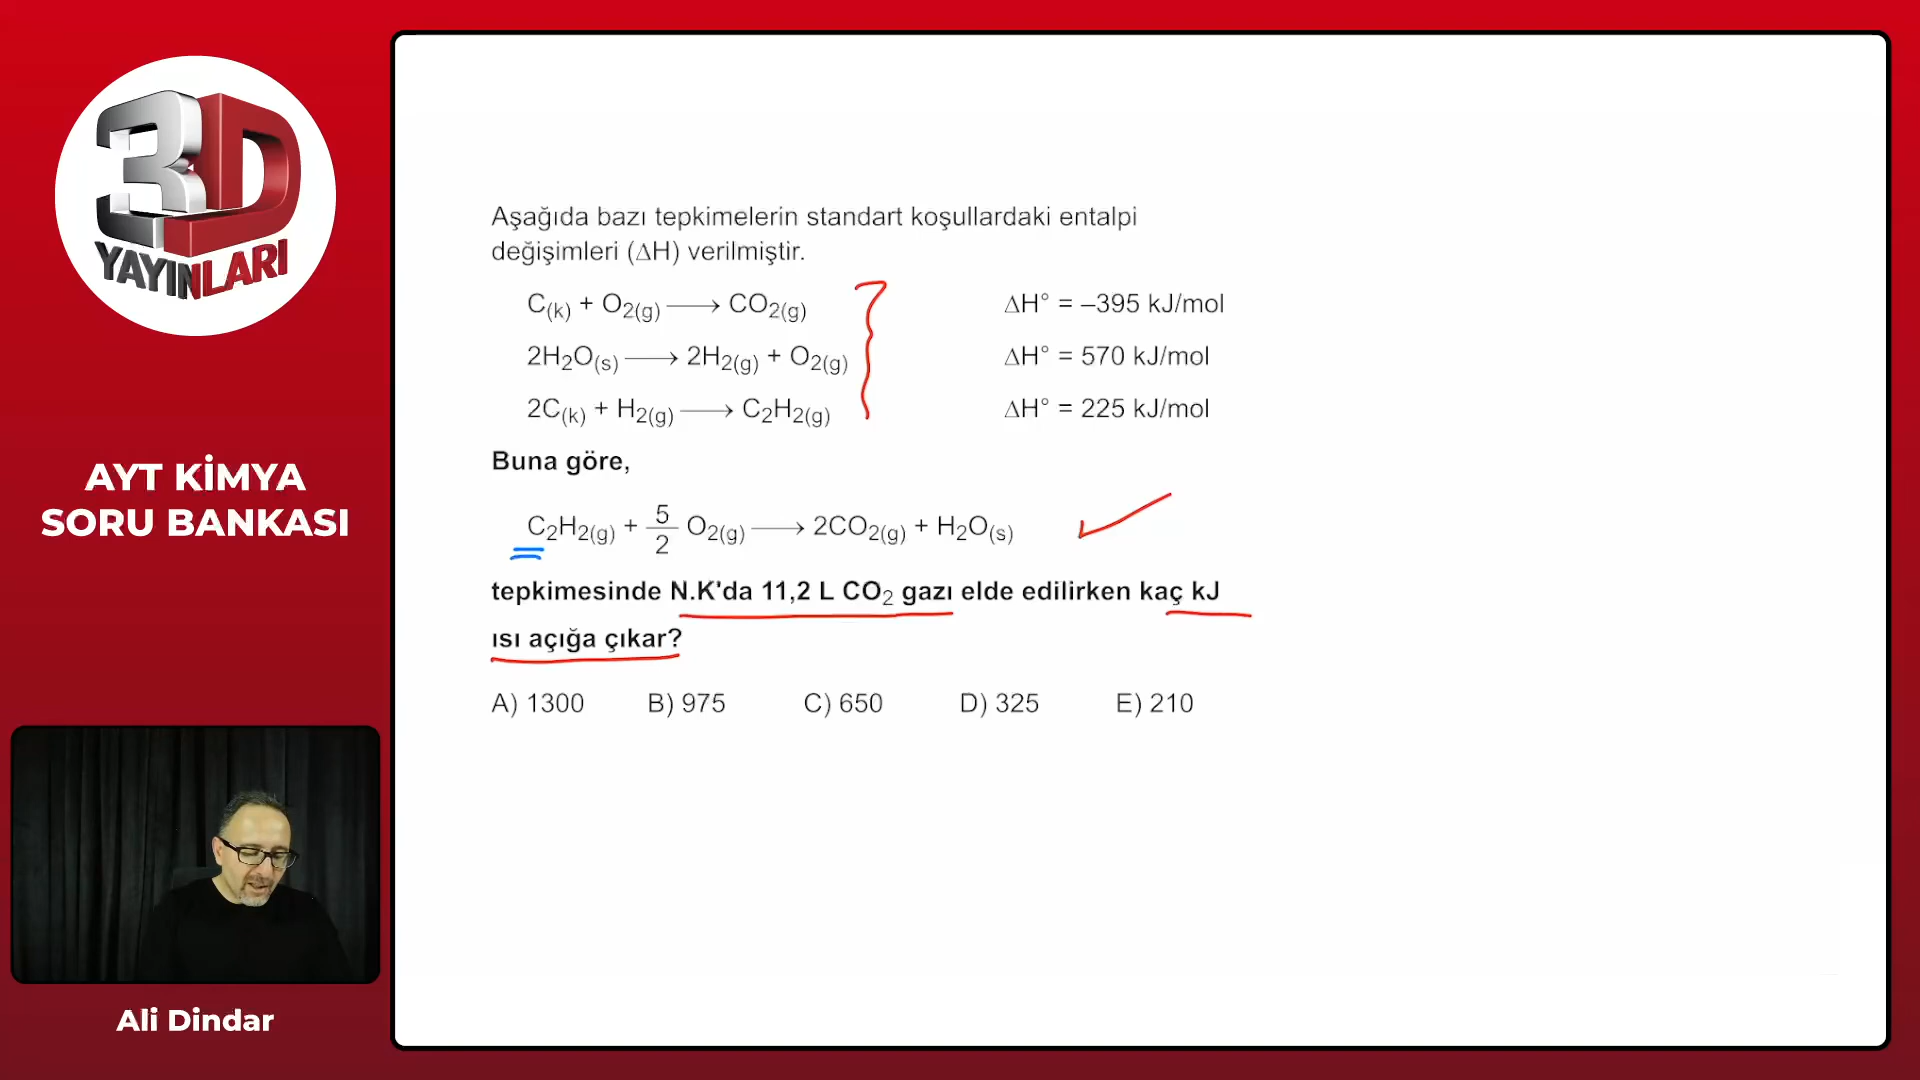 3D
YAYINLARI
AYT KİMYA
SORU BANKASI
Ali Dindar
Aşağıda bazı tepkimelerin standart koşullardaki entalpi
değişimleri (ΔH) verilmiştir.
C(k) + O2(g) ⟶ CO2(g) ΔH° = –395 kJ/mol
2H2O(s) ⟶ 2H2(g) + O2(g) ΔH° = 570 kJ/mol
2C(k) + H2(g) ⟶ C2H2(g) ΔH° = 225 kJ/mol
Buna göre,
C2H2(g) + 5/2 O2(g) ⟶ 2CO2(g) + H2O(s)
tepkimesinde N.K'da 11,2 L CO2 gazı elde edilirken kaç kJ
ısı açığa çıkar?
A) 1300 B) 975 C) 650 D) 325 E) 210